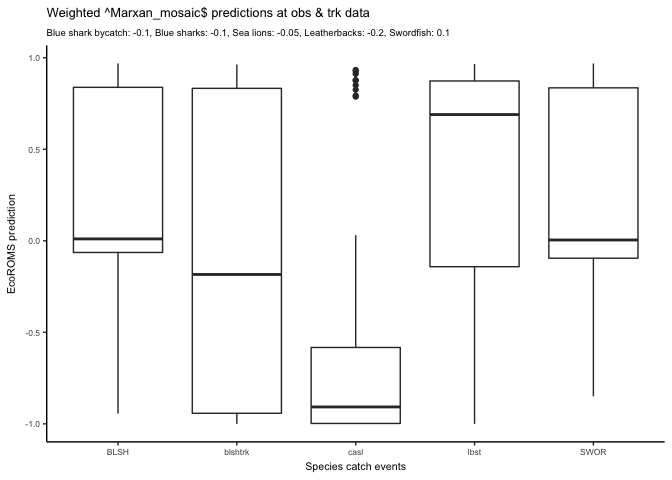 Weighted ^Marxan_mosaic$ predictions at obs & trk data
Blue shark bycatch: -0.1, Blue sharks: -0.1, Sea lions: -0.05, Leatherbacks: -0.2, Swordfish: 0.1
1.0
0.5
0.0
-0.5
-1.0
EcoROMS prediction
BLSH blshtrk casl lbst SWOR
Species catch events